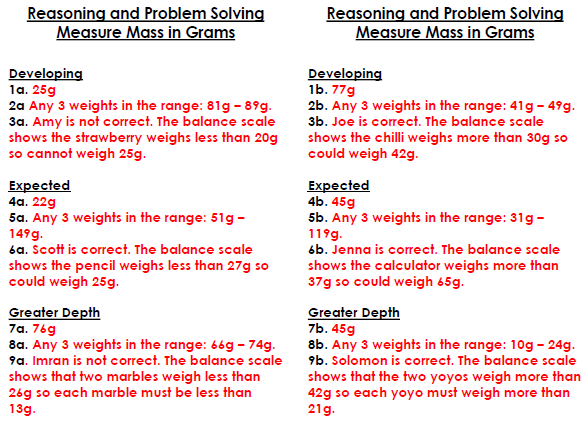 Reasoning and Problem Solving
Measure Mass in Grams
Developing
1a. 25g
2a Any 3 weights in the range: 81g – 89g.
3a. Amy is not correct. The balance scale
shows the strawberry weighs less than 20g
so cannot weigh 25g.
Expected
4a. 22g
5a. Any 3 weights in the range: 51g –
149g.
6a. Scott is correct. The balance scale
shows the pencil weighs less than 27g so
could weigh 25g.
Greater Depth
7a. 76g
8a. Any 3 weights in the range: 66g – 74g.
9a. Imran is not correct. The balance scale
shows that two marbles weigh less than
26g so each marble must be less than
13g.
Reasoning and Problem Solving
Measure Mass in Grams
Developing
1b. 77g
2b. Any 3 weights in the range: 41g – 49g.
3b. Joe is correct. The balance scale
shows the chilli weighs more than 30g so
could weigh 42g.
Expected
4b. 45g
5b. Any 3 weights in the range: 31g –
119g.
6b. Jenna is correct. The balance scale
shows the calculator weighs more than
37g so could weigh 65g.
Greater Depth
7b. 45g
8b. Any 3 weights in the range: 10g – 24g.
9b. Solomon is correct. The balance scale
shows that the two yoyos weigh more than
42g so each yoyo must weigh more than
21g.